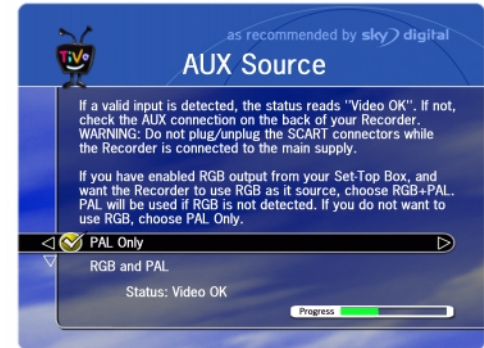 as recommended by sky digital
TiVo
AUX Source
If a valid input is detected, the status reads "Video OK". If not,
check the AUX connection on the back of your Recorder.
WARNING: Do not plug/unplug the SCART connectors while
the Recorder is connected to the main supply.
If you have enabled RGB output from your Set-Top Box, and
want the Recorder to use RGB as it source, choose RGB+PAL.
PAL will be used if RGB is not detected. If you do not want to
use RGB, choose PAL Only.
PAL Only
RGB and PAL
Status: Video OK
Progress